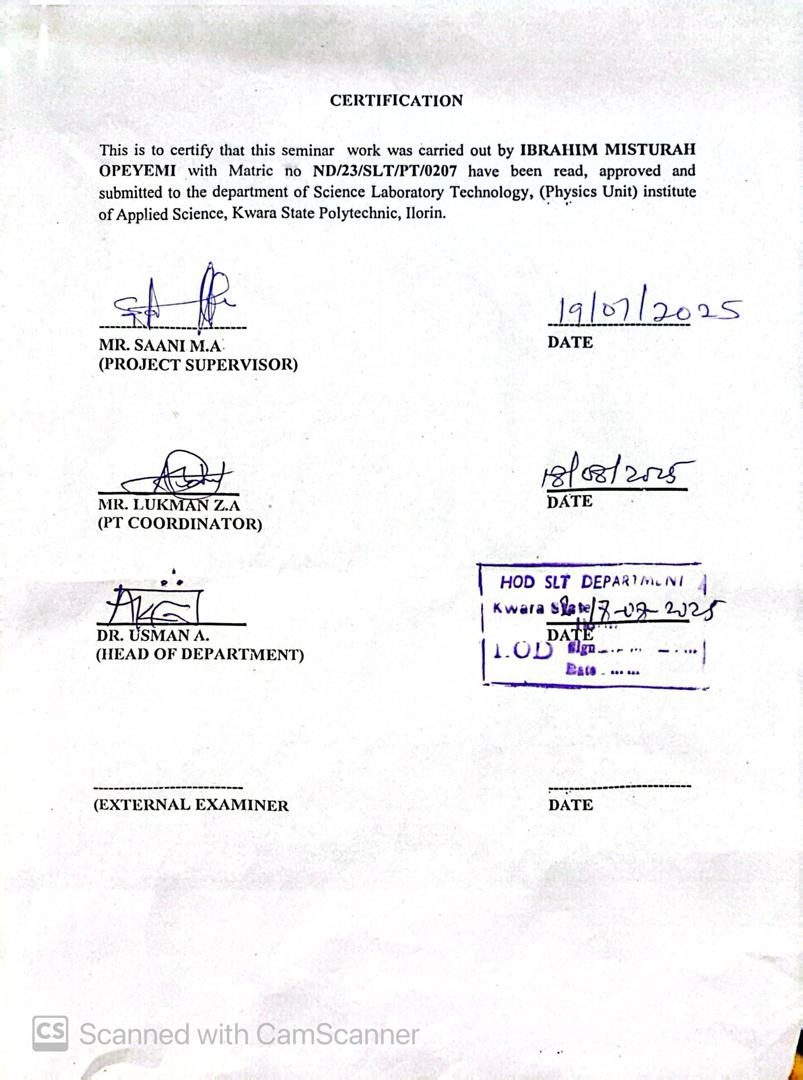 CERTIFICATION
This is to certify that this seminar work was carried out by IBRAHIM MISTURAH
OPEYEMI with Matric no ND/23/SLT/PT/0207 have been read, approved and
submitted to the department of Science Laboratory Technology, (Physics Unit) institute
of Applied Science, Kwara State Polytechnic, Ilorin.
19/07/2025
MR. SAANI M.A
DATE
(PROJECT SUPERVISOR)
18/08/2025
MR. LUKMAN Z.A
DATE
(PT COORDINATOR)
HOD SLT DEPARTMENT
Kwara State
DR. USMAN A.
DATE
(HEAD OF DEPARTMENT)
Sign
Date
(EXTERNAL EXAMINER
DATE
CS Scanned with CamScanner